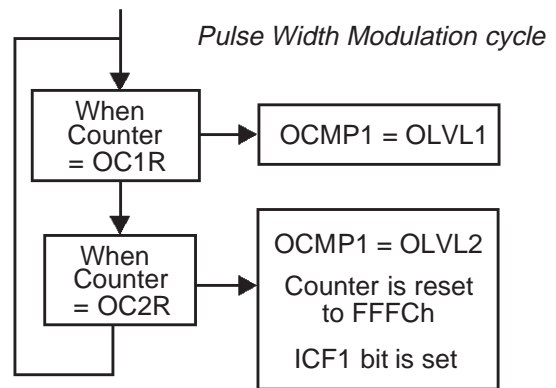 Pulse Width Modulation cycle
When
Counter
= OC1R
OCMP1 = OLVL1
When
Counter
= OC2R
OCMP1 = OLVL2
Counter is reset
to FFFCh
ICF1 bit is set